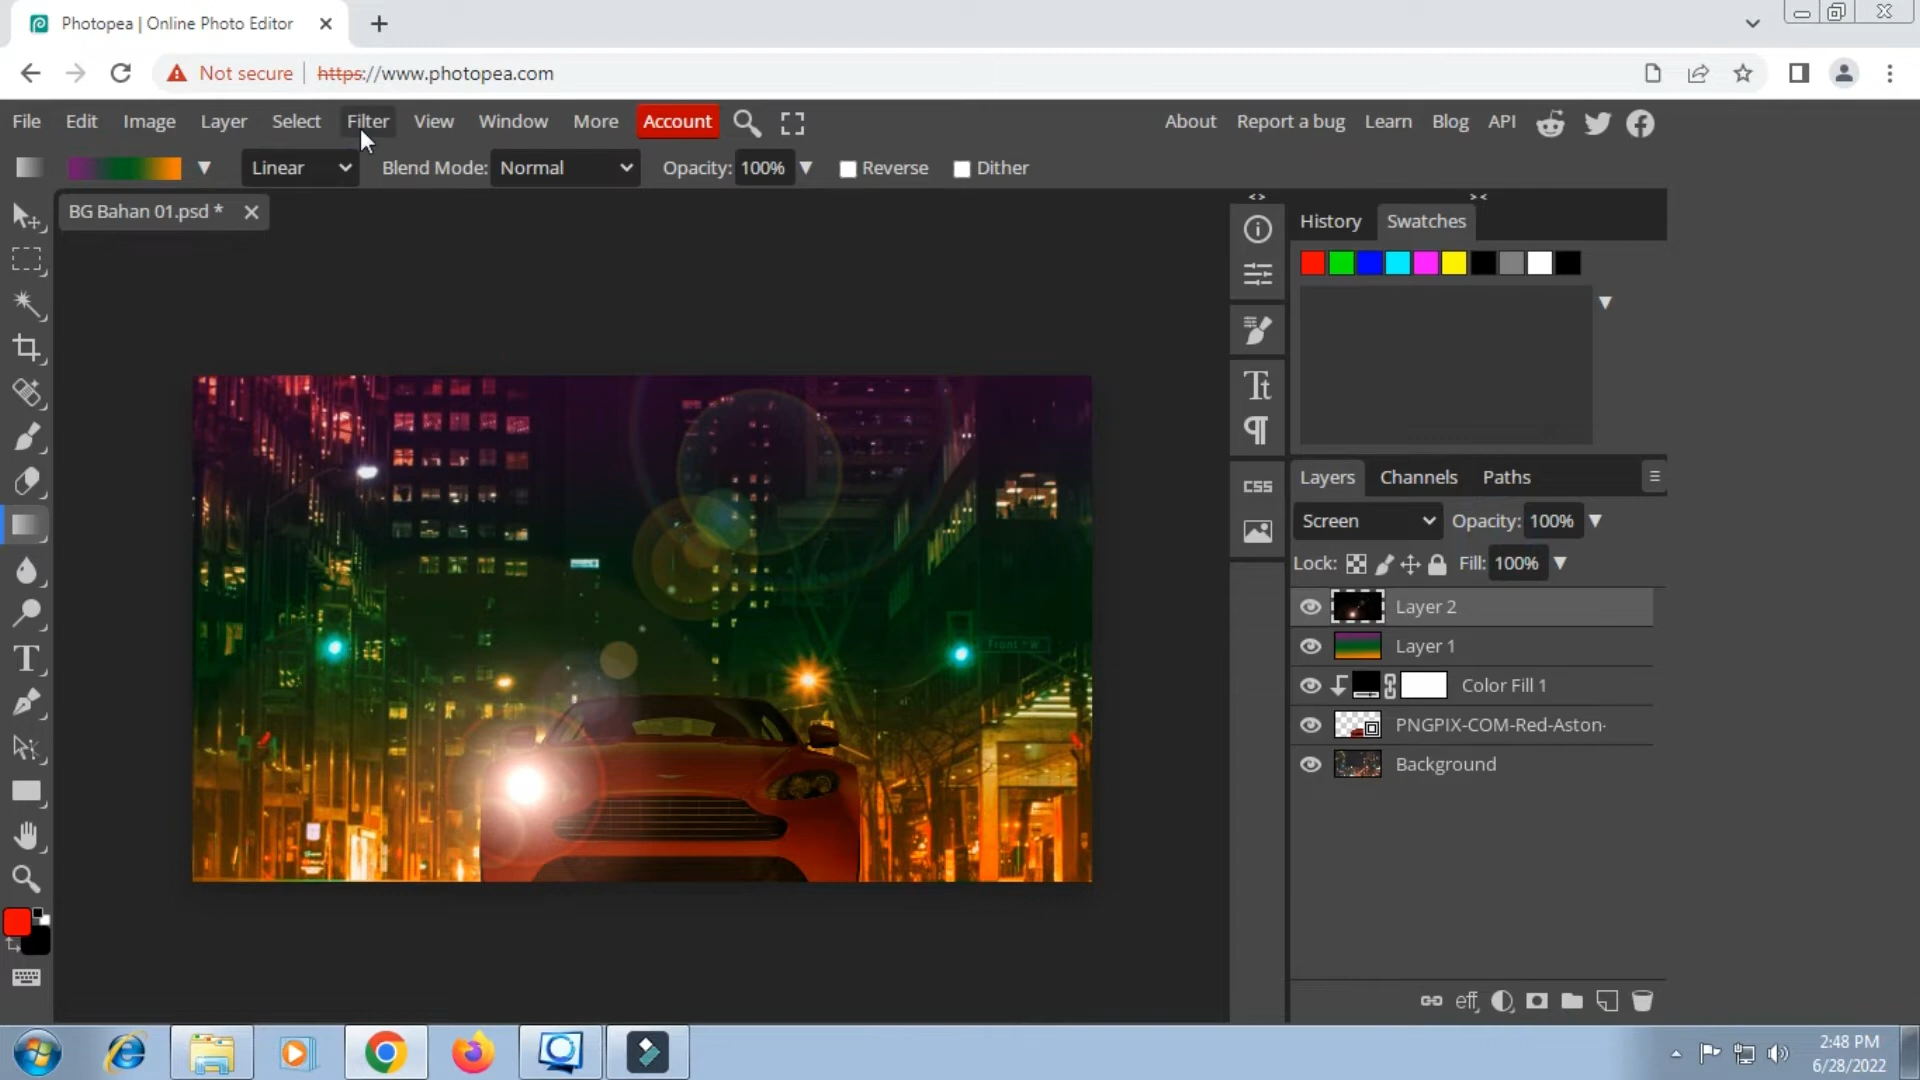 Photopea | Online Photo Editor
Not secure https://www.photopea.com
File Edit Image Layer Select Filter View Window More Account About Report a bug Learn Blog API
Linear Blend Mode: Normal Opacity: 100% Reverse Dither
BG Bahan 01.psd *
History Swatches
CSS
Layers Channels Paths
Screen Opacity: 100%
Lock: Fill: 100%
Layer 2
Layer 1
Color Fill 1
PNGPIX-COM-Red-Aston-
Background
eff
2:48 PM
6/28/2022